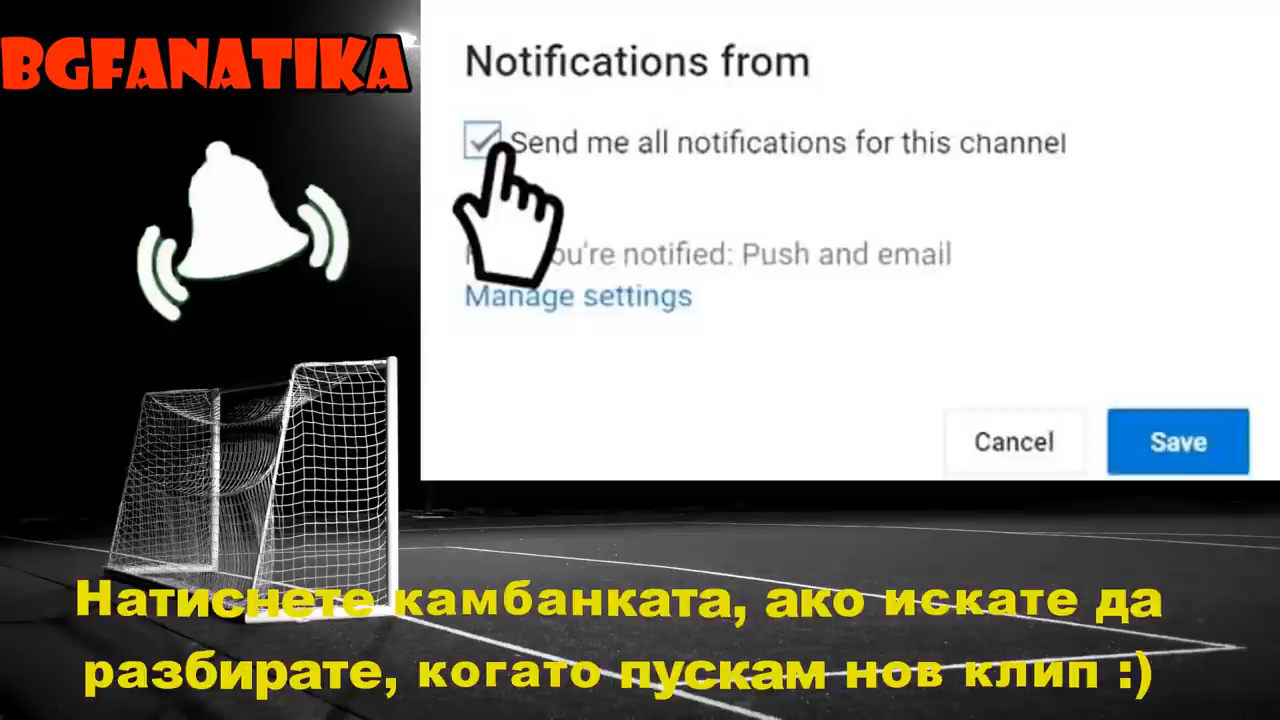 BGFANATIKA
Notifications from
Send me all notifications for this channel
you're notified: Push and email
Manage settings
Cancel
Save
Натиснете камбанката, ако искате да
разбирате, когато пускам нов клип :)